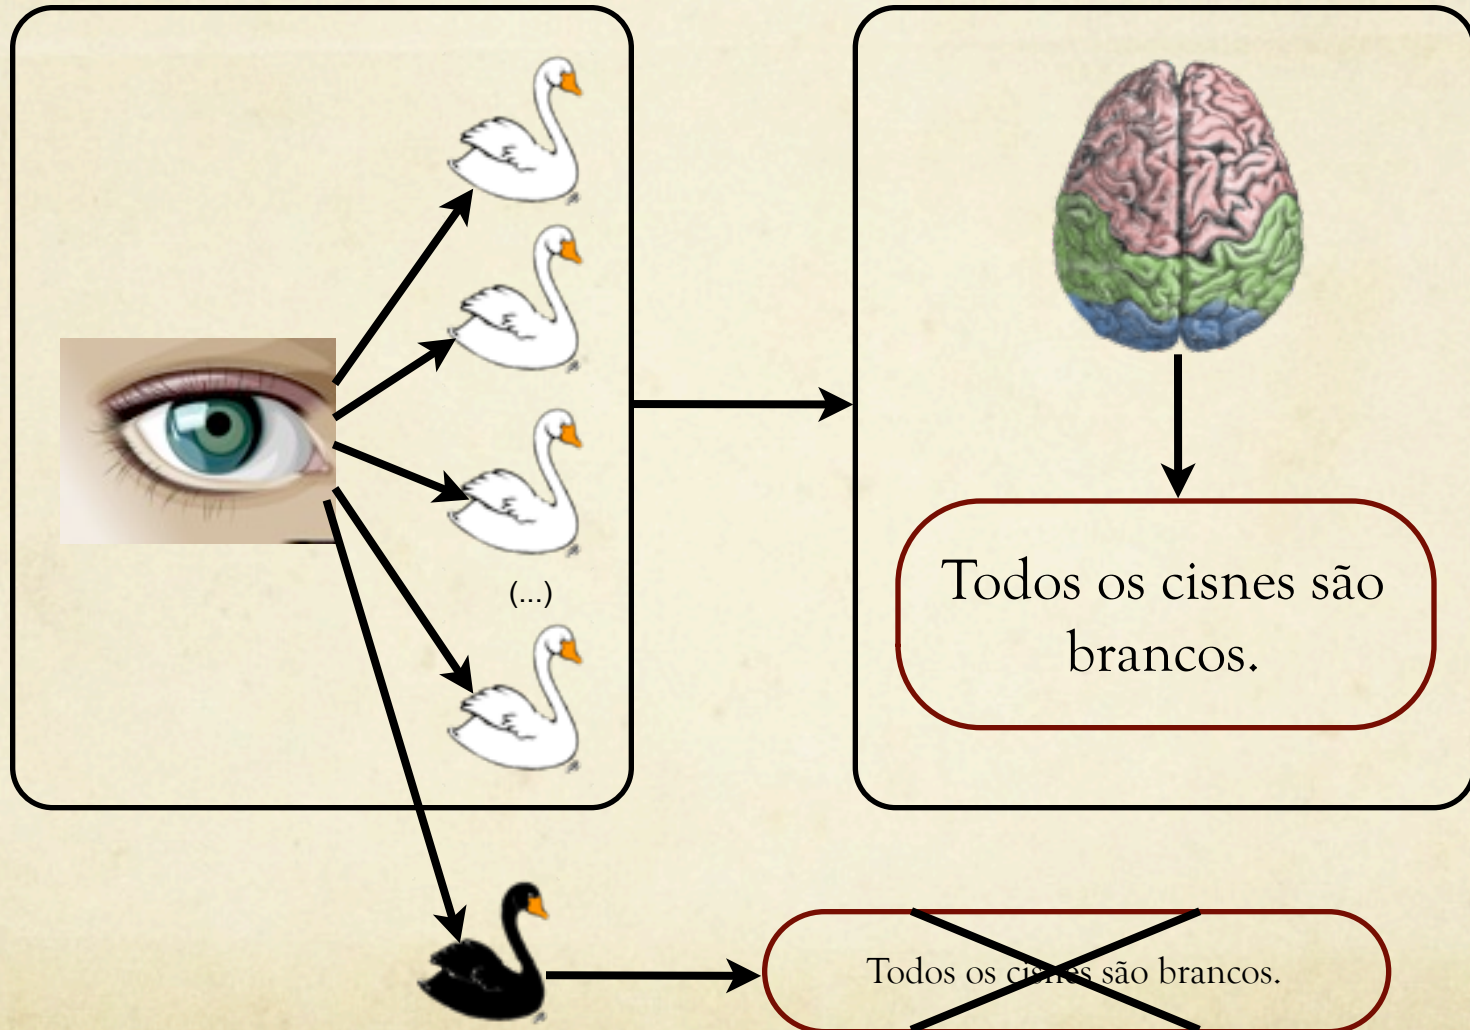 (...)
Todos os cisnes são
brancos.
Todos os cisnes são brancos.